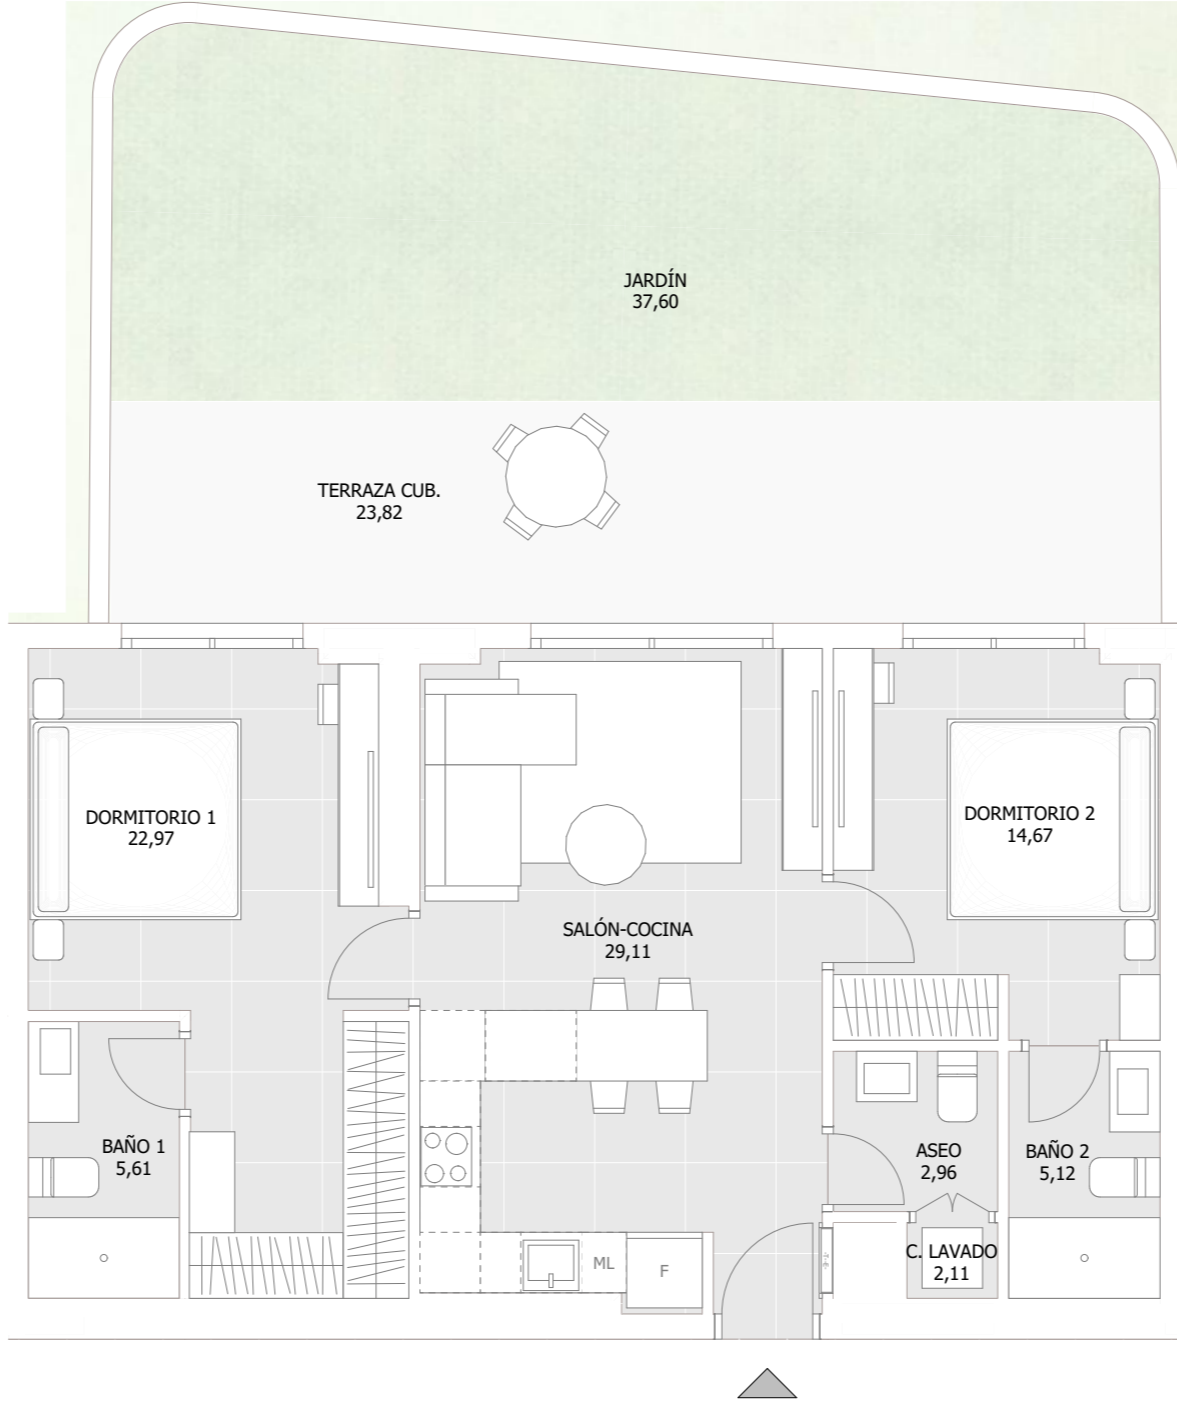 JARDÍN
37,60
TERRAZA CUB.
23,82
DORMITORIO 1
22,97
DORMITORIO 2
14,67
SALÓN-COCINA
29,11
BAÑO 1
5,61
ASEO
2,96
BAÑO 2
5,12
C. LAVADO
2,11
ML
F